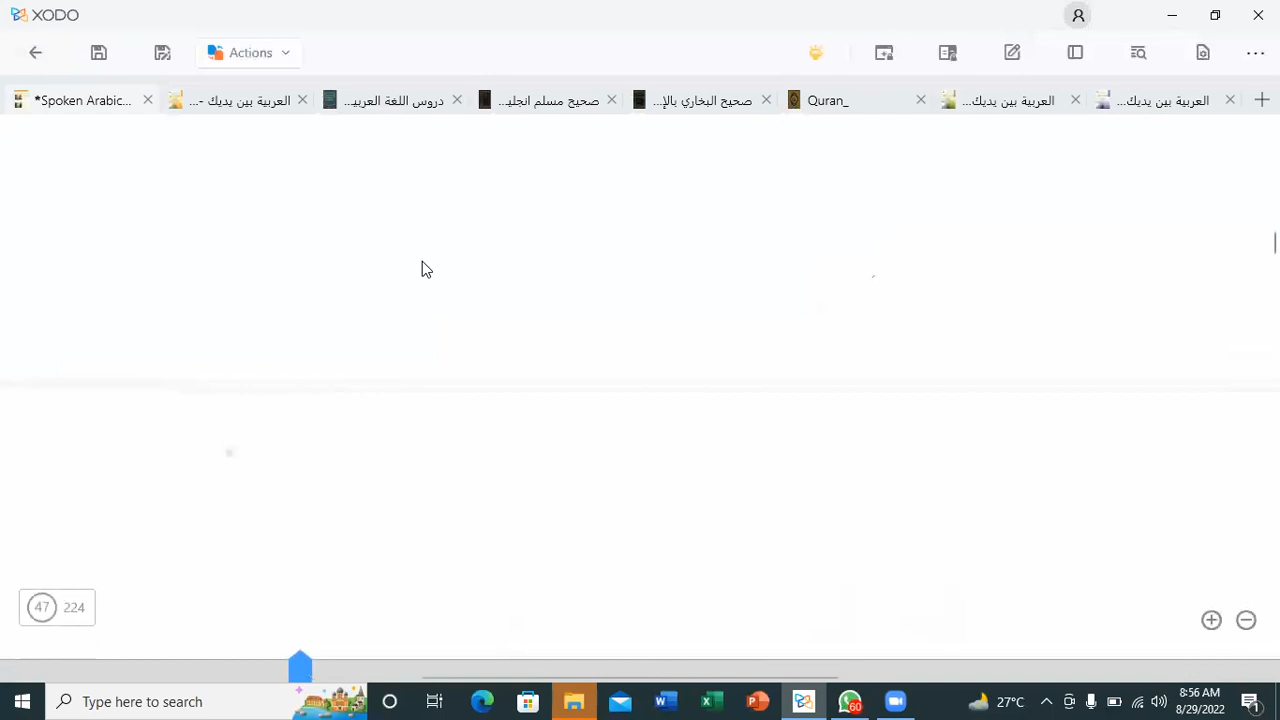 XODO
Actions
*Spoken Arabic...
العربية بين يديك -...
دروس اللغة العربيـ...
صحيح مسلم انجليـ...
صحيح البخاري بالإ...
Quran_
العربية بين يديك...
العربية بين يديك...
47 224
Type here to search
60
27°C
8:56 AM
8/29/2022
1